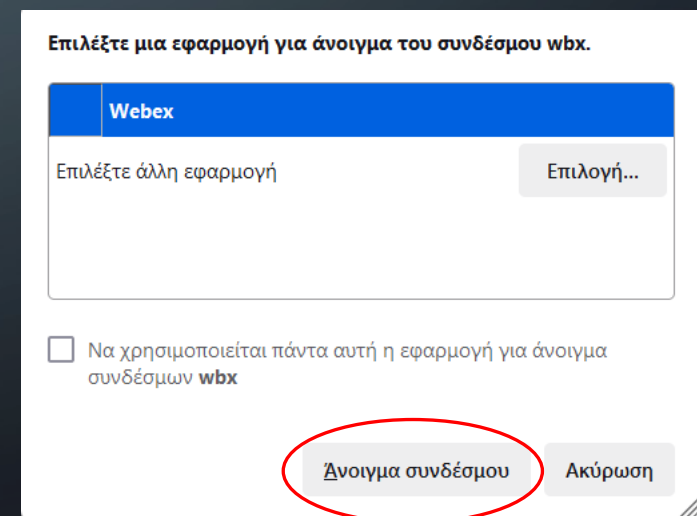 Επιλέξτε μια εφαρμογή για άνοιγμα του συνδέσμου wbx.
Webex
Επιλέξτε άλλη εφαρμογή
Επιλογή...
Να χρησιμοποιείται πάντα αυτή η εφαρμογή για άνοιγμα
συνδέσμων wbx
Άνοιγμα συνδέσμου
Ακύρωση